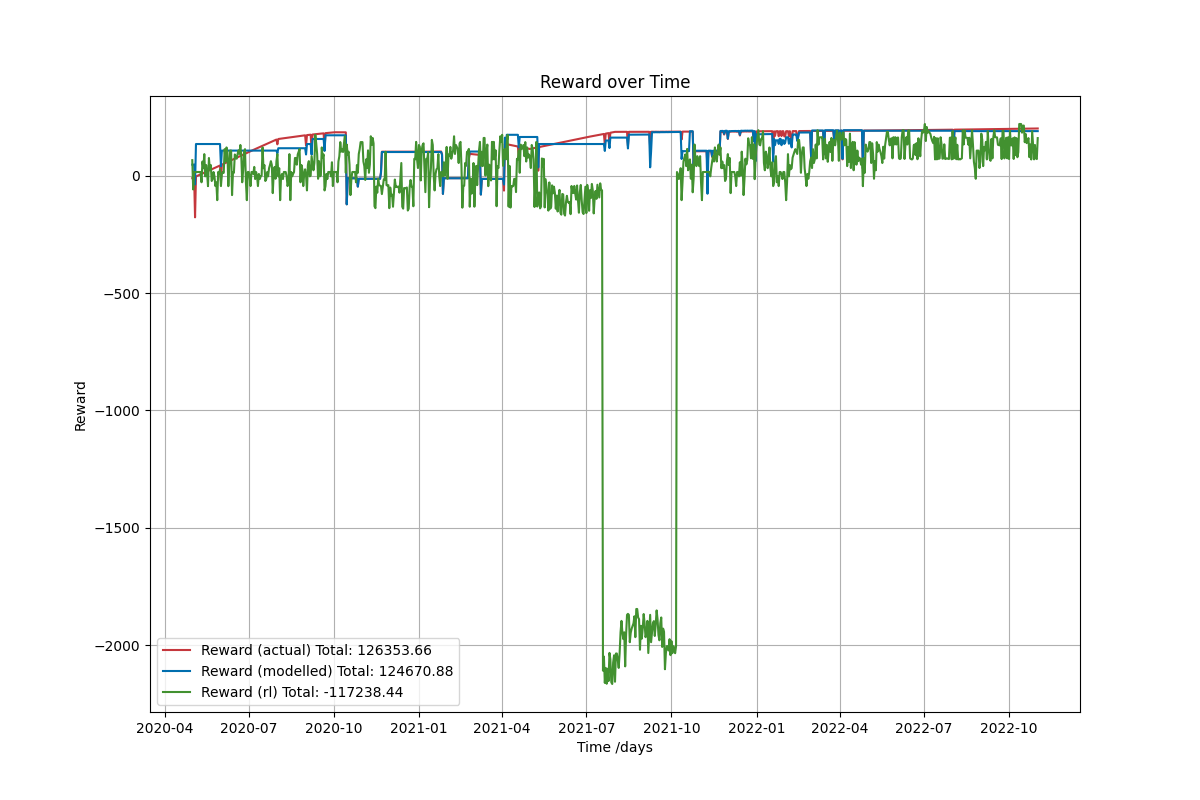 Reward over Time
Reward
0
−500
−1000
−1500
−2000
Reward (actual) Total: 126353.66
Reward (modelled) Total: 124670.88
Reward (rl) Total: -117238.44
2020-04 2020-07 2020-10 2021-01 2021-04 2021-07 2021-10 2022-01 2022-04 2022-07 2022-10
Time /days